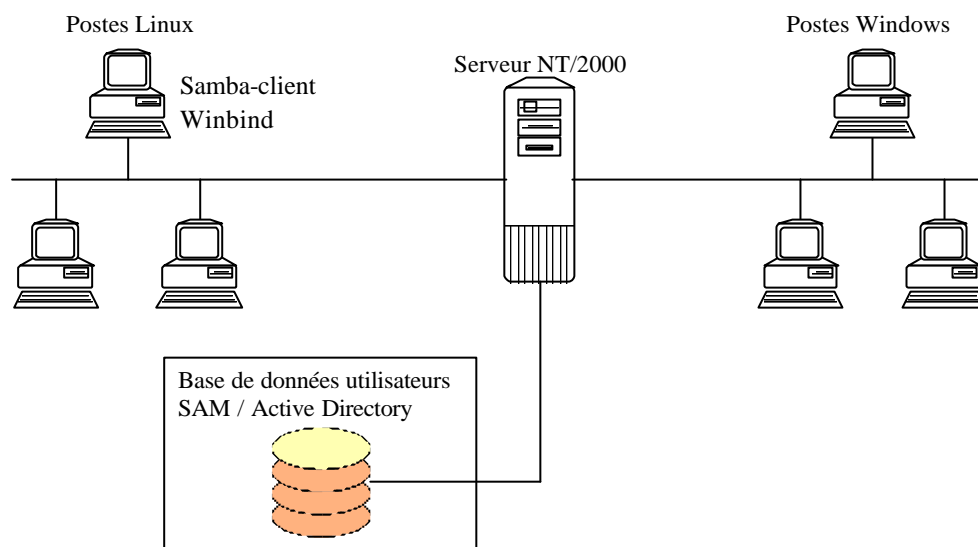 Postes Linux
Postes Windows
Serveur NT/2000
Samba-client
Winbind
Base de données utilisateurs
SAM / Active Directory